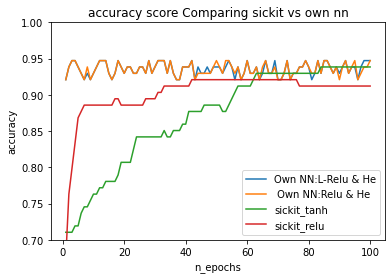 accuracy score Comparing sickit vs own nn
1.00
0.95
0.90
0.85
0.80
0.75
0.70
accuracy
Own NN:L-Relu & He
Own NN:Relu & He
sickit_tanh
sickit_relu
0 20 40 60 80 100
n_epochs